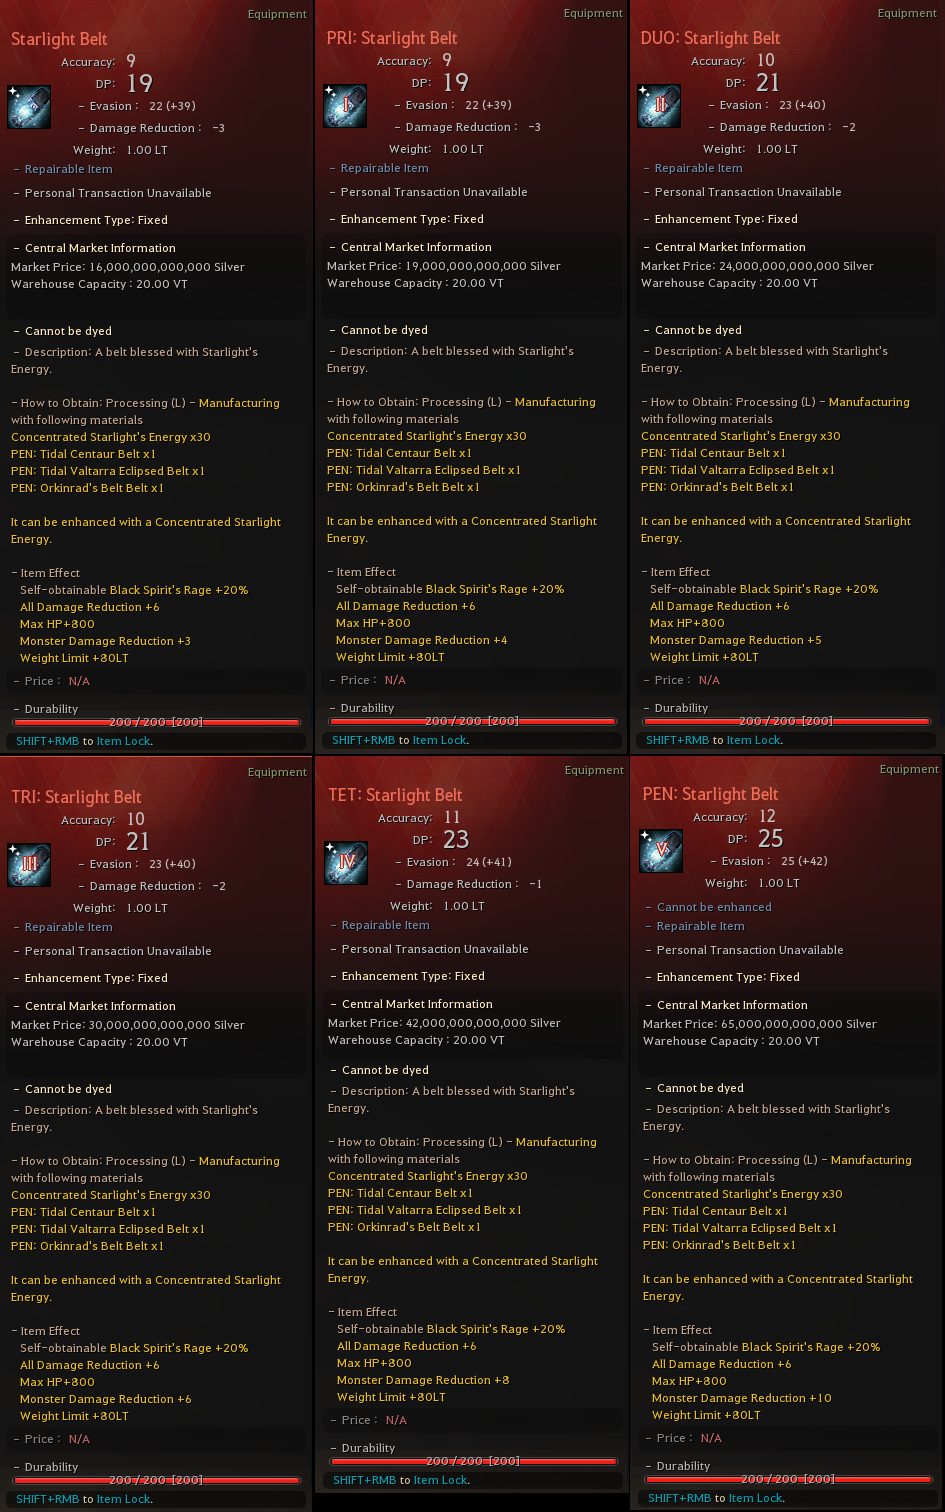 Equipment
Starlight Belt
Accuracy: 9
DP: 19
- Evasion : 22 (+39)
- Damage Reduction : -3
Weight: 1.00 LT
- Repairable Item
- Personal Transaction Unavailable
- Enhancement Type: Fixed
- Central Market Information
Market Price: 16,000,000,000,000 Silver
Warehouse Capacity : 20.00 VT
- Cannot be dyed
- Description: A belt blessed with Starlight's
Energy.
- How to Obtain: Processing (L) - Manufacturing
with following materials
Concentrated Starlight's Energy x30
PEN: Tidal Centaur Belt x1
PEN: Tidal Valtarra Eclipsed Belt x1
PEN: Orkinrad's Belt Belt x1
It can be enhanced with a Concentrated Starlight
Energy.
- Item Effect
Self-obtainable Black Spirit's Rage +20%
All Damage Reduction +6
Max HP+800
Monster Damage Reduction +3
Weight Limit +80LT
- Price : N/A
- Durability
200 / 200 [200]
SHIFT+RMB to Item Lock.
Equipment
PRI: Starlight Belt
I
Accuracy: 9
DP: 19
- Evasion : 22 (+39)
- Damage Reduction : -3
Weight: 1.00 LT
- Repairable Item
- Personal Transaction Unavailable
- Enhancement Type: Fixed
- Central Market Information
Market Price: 19,000,000,000,000 Silver
Warehouse Capacity : 20.00 VT
- Cannot be dyed
- Description: A belt blessed with Starlight's
Energy.
- How to Obtain: Processing (L) - Manufacturing
with following materials
Concentrated Starlight's Energy x30
PEN: Tidal Centaur Belt x1
PEN: Tidal Valtarra Eclipsed Belt x1
PEN: Orkinrad's Belt Belt x1
It can be enhanced with a Concentrated Starlight
Energy.
- Item Effect
Self-obtainable Black Spirit's Rage +20%
All Damage Reduction +6
Max HP+800
Monster Damage Reduction +4
Weight Limit +80LT
- Price : N/A
- Durability
200 / 200 [200]
SHIFT+RMB to Item Lock.
Equipment
DUO: Starlight Belt
II
Accuracy: 10
DP: 21
- Evasion : 23 (+40)
- Damage Reduction : -2
Weight: 1.00 LT
- Repairable Item
- Personal Transaction Unavailable
- Enhancement Type: Fixed
- Central Market Information
Market Price: 24,000,000,000,000 Silver
Warehouse Capacity : 20.00 VT
- Cannot be dyed
- Description: A belt blessed with Starlight's
Energy.
- How to Obtain: Processing (L) - Manufacturing
with following materials
Concentrated Starlight's Energy x30
PEN: Tidal Centaur Belt x1
PEN: Tidal Valtarra Eclipsed Belt x1
PEN: Orkinrad's Belt Belt x1
It can be enhanced with a Concentrated Starlight
Energy.
- Item Effect
Self-obtainable Black Spirit's Rage +20%
All Damage Reduction +6
Max HP+800
Monster Damage Reduction +5
Weight Limit +80LT
- Price : N/A
- Durability
200 / 200 [200]
SHIFT+RMB to Item Lock.
Equipment
TRI: Starlight Belt
III
Accuracy: 10
DP: 21
- Evasion : 23 (+40)
- Damage Reduction : -2
Weight: 1.00 LT
- Repairable Item
- Personal Transaction Unavailable
- Enhancement Type: Fixed
- Central Market Information
Market Price: 30,000,000,000,000 Silver
Warehouse Capacity : 20.00 VT
- Cannot be dyed
- Description: A belt blessed with Starlight's
Energy.
- How to Obtain: Processing (L) - Manufacturing
with following materials
Concentrated Starlight's Energy x30
PEN: Tidal Centaur Belt x1
PEN: Tidal Valtarra Eclipsed Belt x1
PEN: Orkinrad's Belt Belt x1
It can be enhanced with a Concentrated Starlight
Energy.
- Item Effect
Self-obtainable Black Spirit's Rage +20%
All Damage Reduction +6
Max HP+800
Monster Damage Reduction +6
Weight Limit +80LT
- Price : N/A
- Durability
200 / 200 [200]
SHIFT+RMB to Item Lock.
Equipment
TET: Starlight Belt
IV
Accuracy: 11
DP: 23
- Evasion : 24 (+41)
- Damage Reduction : -1
Weight: 1.00 LT
- Repairable Item
- Personal Transaction Unavailable
- Enhancement Type: Fixed
- Central Market Information
Market Price: 42,000,000,000,000 Silver
Warehouse Capacity : 20.00 VT
- Cannot be dyed
- Description: A belt blessed with Starlight's
Energy.
- How to Obtain: Processing (L) - Manufacturing
with following materials
Concentrated Starlight's Energy x30
PEN: Tidal Centaur Belt x1
PEN: Tidal Valtarra Eclipsed Belt x1
PEN: Orkinrad's Belt Belt x1
It can be enhanced with a Concentrated Starlight
Energy.
- Item Effect
Self-obtainable Black Spirit's Rage +20%
All Damage Reduction +6
Max HP+800
Monster Damage Reduction +8
Weight Limit +80LT
- Price : N/A
- Durability
200 / 200 [200]
SHIFT+RMB to Item Lock.
Equipment
PEN: Starlight Belt
V
Accuracy: 12
DP: 25
- Evasion : 25 (+42)
Weight: 1.00 LT
- Cannot be enhanced
- Repairable Item
- Personal Transaction Unavailable
- Enhancement Type: Fixed
- Central Market Information
Market Price: 65,000,000,000,000 Silver
Warehouse Capacity : 20.00 VT
- Cannot be dyed
- Description: A belt blessed with Starlight's
Energy.
- How to Obtain: Processing (L) - Manufacturing
with following materials
Concentrated Starlight's Energy x30
PEN: Tidal Centaur Belt x1
PEN: Tidal Valtarra Eclipsed Belt x1
PEN: Orkinrad's Belt Belt x1
It can be enhanced with a Concentrated Starlight
Energy.
- Item Effect
Self-obtainable Black Spirit's Rage +20%
All Damage Reduction +6
Max HP+800
Monster Damage Reduction +10
Weight Limit +80LT
- Price : N/A
- Durability
200 / 200 [200]
SHIFT+RMB to Item Lock.